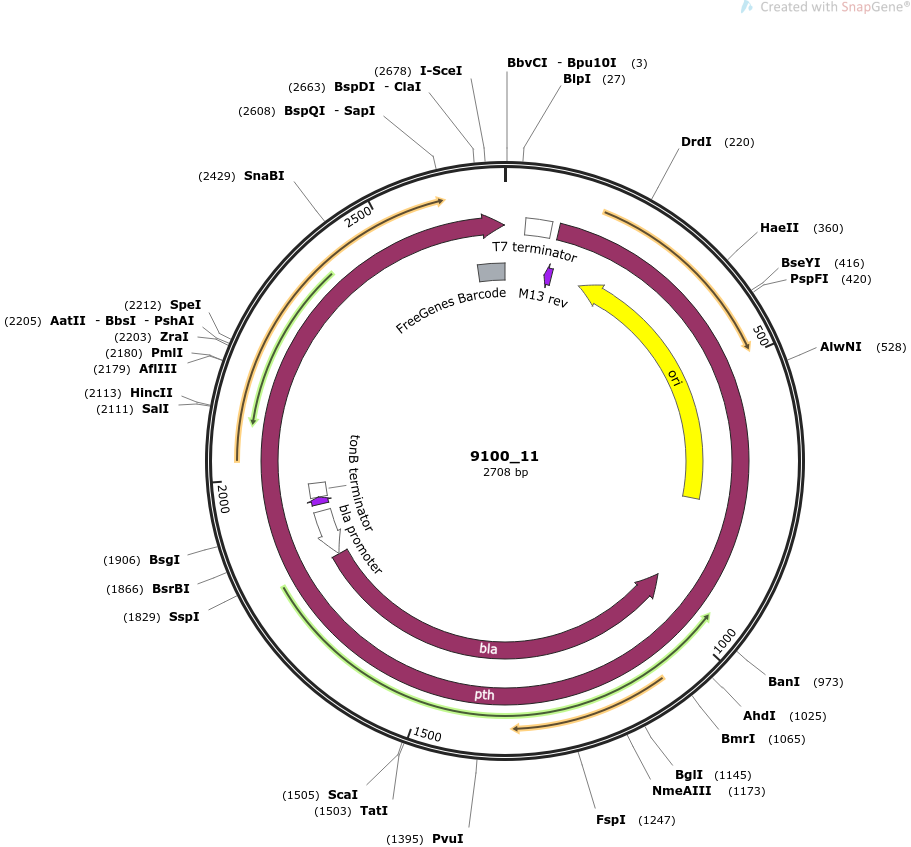 Created with SnapGene®
(2678) I-SceI
(2663) BspDI - ClaI
(2608) BspQI - SapI
(2429) SnaBI
BbvCI - Bpu10I (3)
BlpI (27)
DrdI (220)
HaeII (360)
BseYI (416)
PspFI (420)
AlwNI (528)
(2212) SpeI
(2205) AatII - BbsI - PshAI
(2203) ZraI
(2180) PmlI
(2179) AflIII
(2113) HincII
(2111) SalI
2500
500
T7 terminator
FreeGenes Barcode
M13 rev
ori
9100_11
2708 bp
tonB terminator
bla promoter
2000
(1906) BsgI
(1866) BsrBI
(1829) SspI
bla
pth
1000
1500
BanI (973)
AhdI (1025)
BmrI (1065)
BglI (1145)
NmeAIII (1173)
FspI (1247)
(1505) ScaI
(1503) TatI
(1395) PvuI